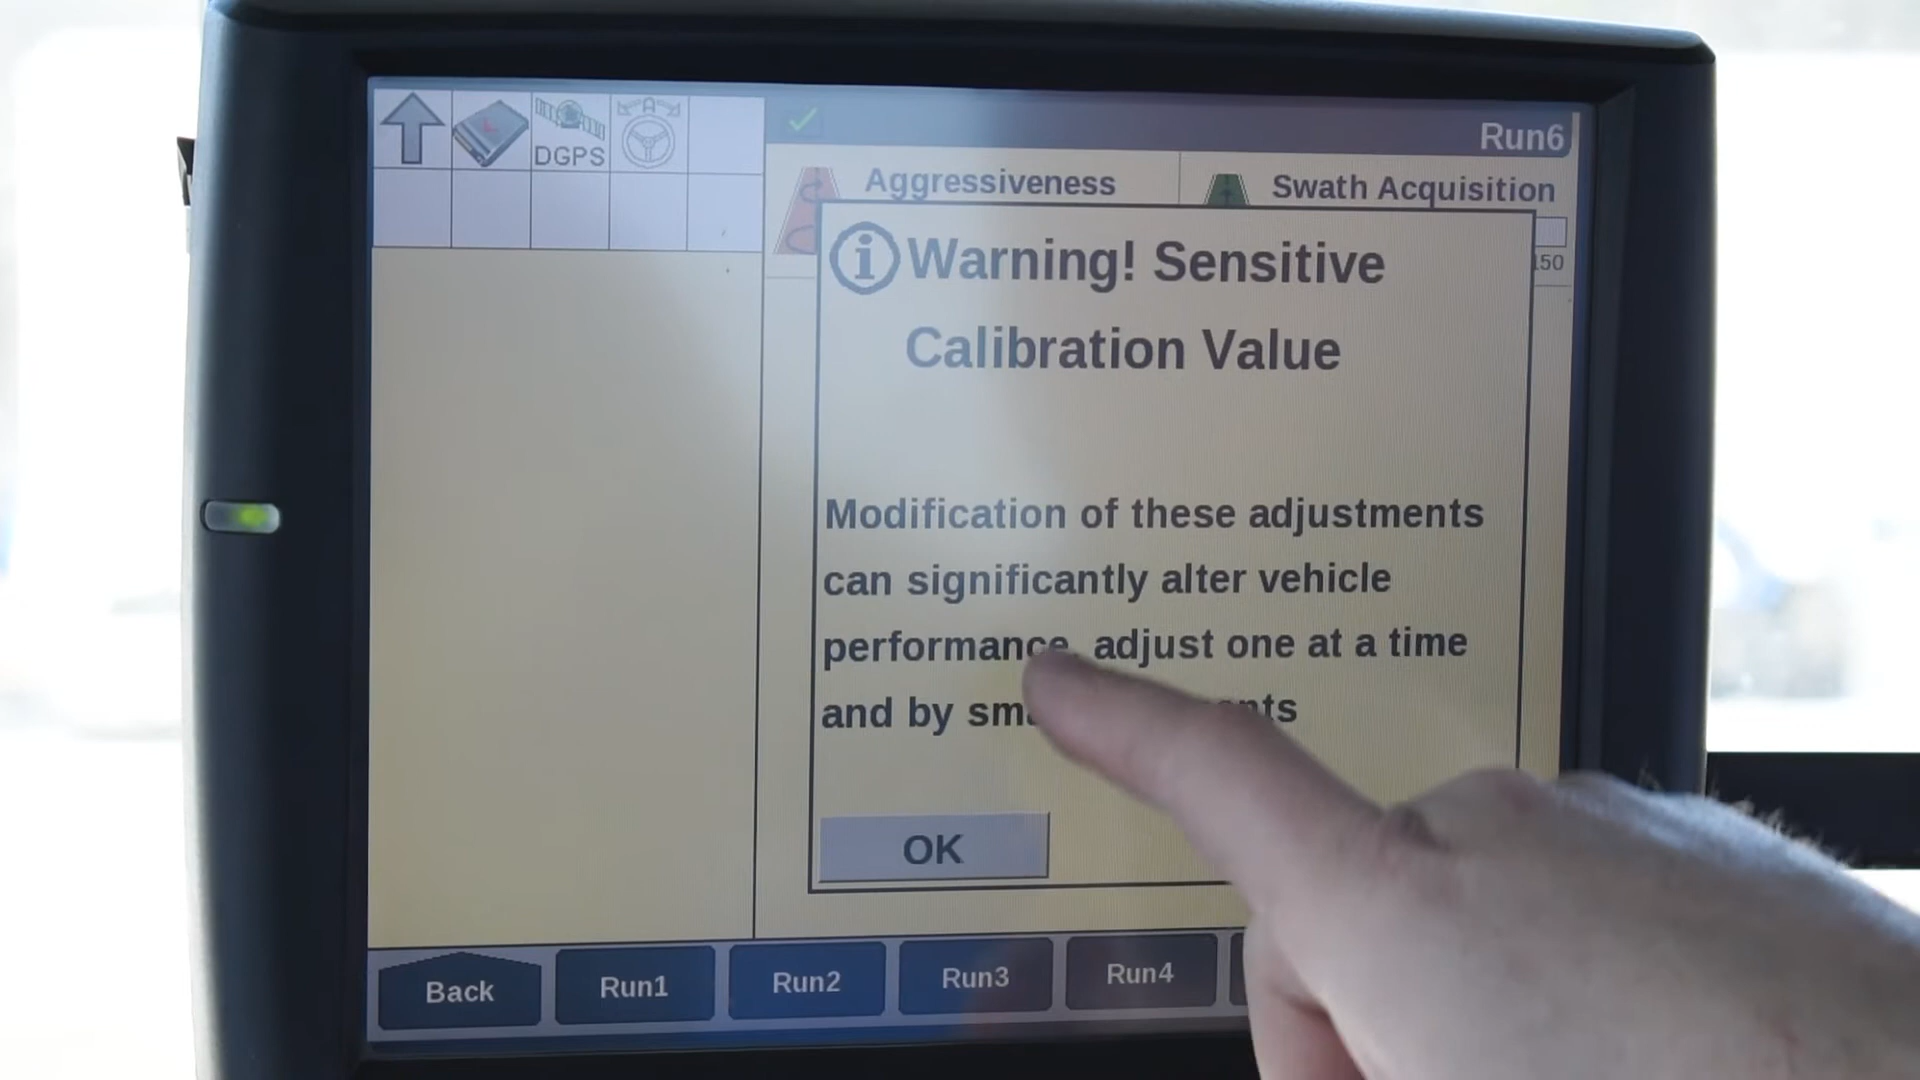 DGPS
Run6
Aggressiveness
Swath Acquisition
150
Warning! Sensitive
Calibration Value
Modification of these adjustments
can significantly alter vehicle
performance, adjust one at a time
and by
OK
Back
Run1
Run2
Run3
Run4